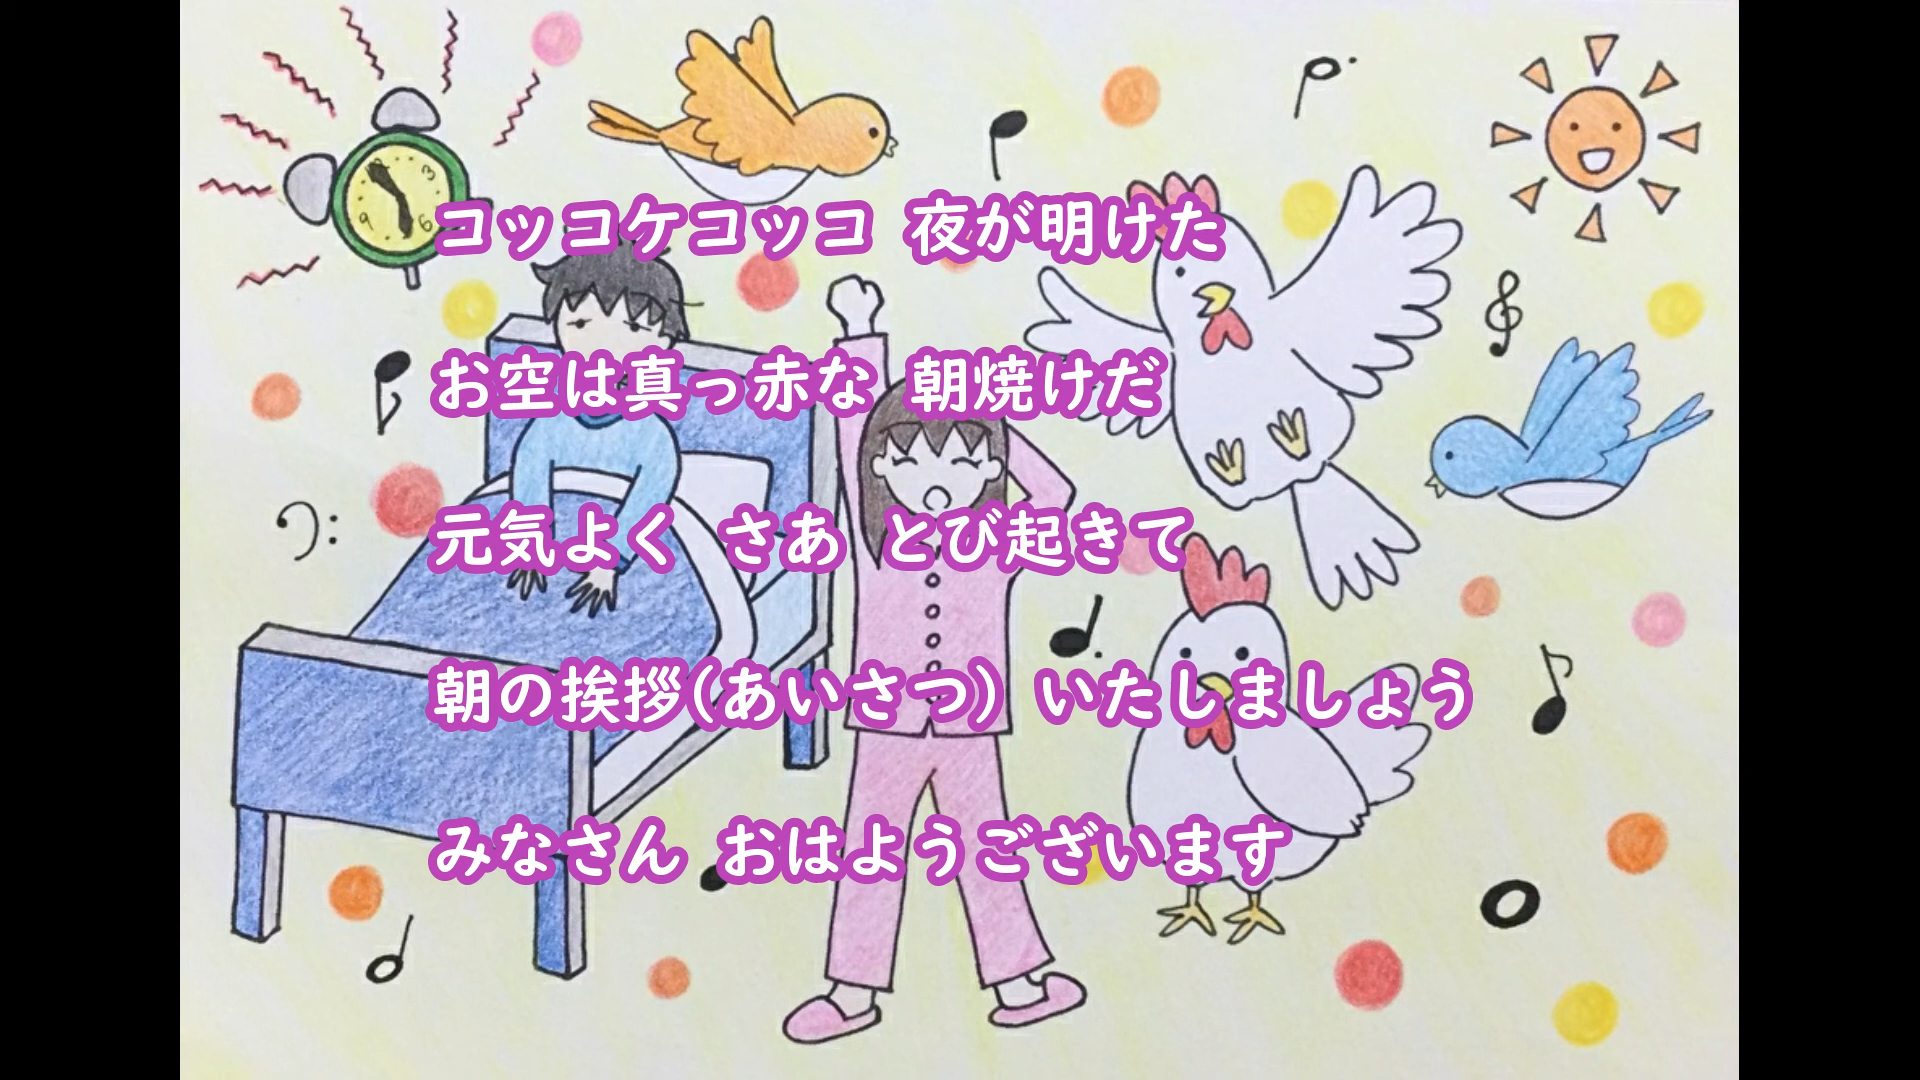 コッコケコッコ 夜が明けた
お空は真っ赤な 朝焼けだ
元気よく さあ とび起きて
朝の挨拶(あいさつ) いたしましょう
みなさん おはようございます